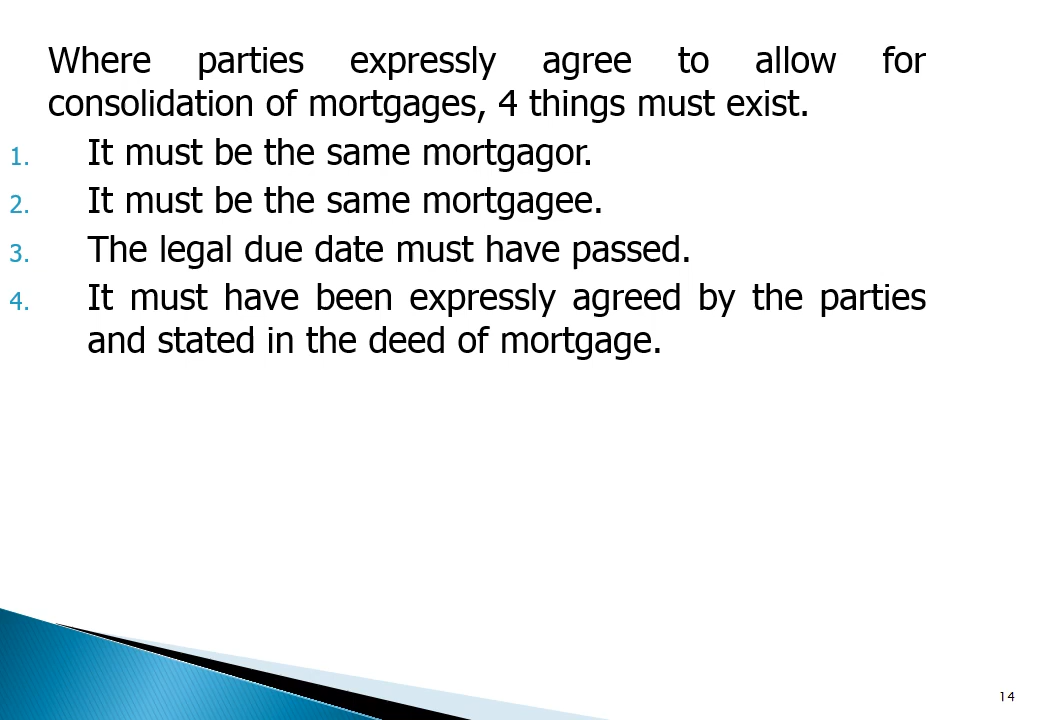 Where parties expressly agree to allow for
consolidation of mortgages, 4 things must exist.
1. It must be the same mortgagor.
2. It must be the same mortgagee.
3. The legal due date must have passed.
4. It must have been expressly agreed by the parties
and stated in the deed of mortgage.
14